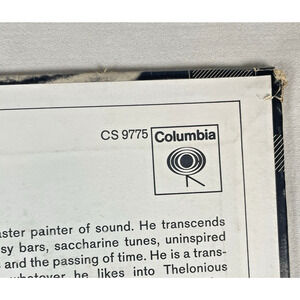 CS 9775
Columbia
aster painter of sound. He transcends
sy bars, saccharine tunes, uninspired
s and the passing of time. He is a trans-
whatever he likes into Thelonious